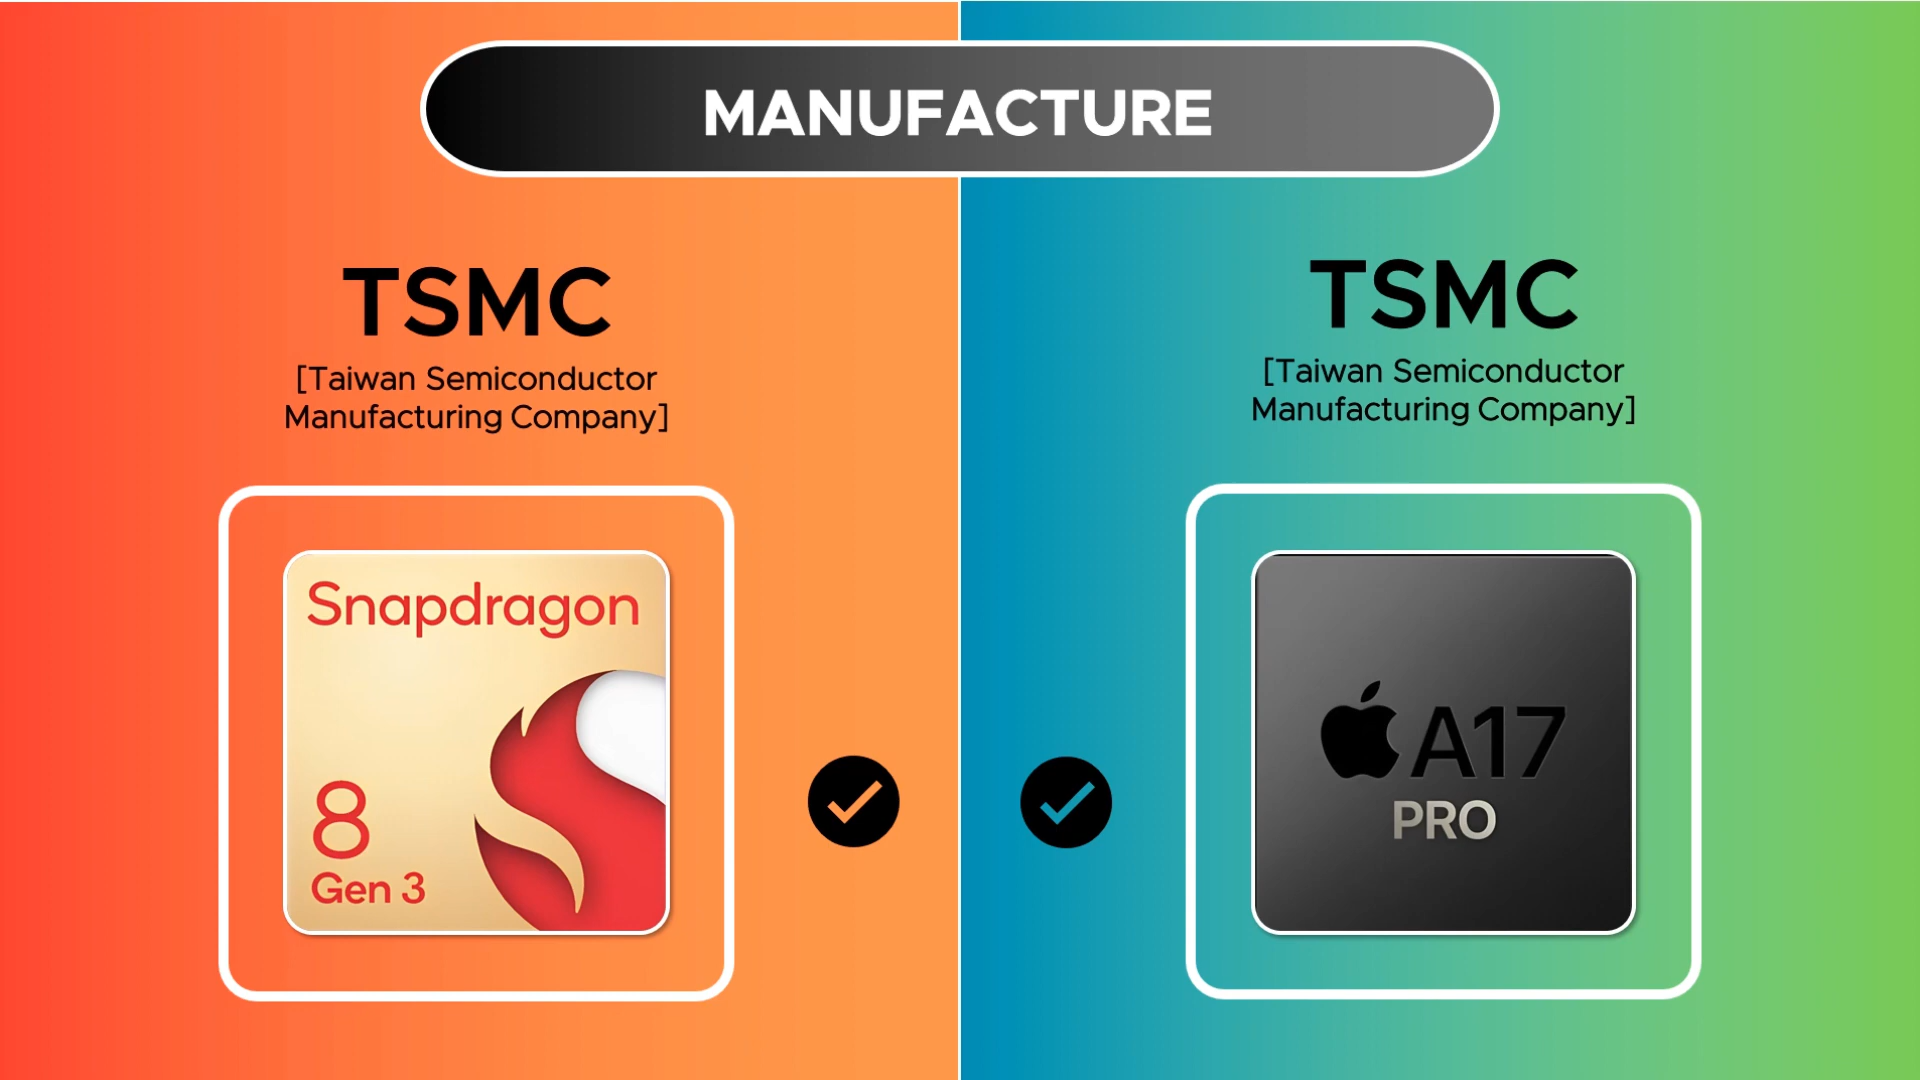 MANUFACTURE
TSMC
[Taiwan Semiconductor
Manufacturing Company]
Snapdragon
8
Gen 3
TSMC
[Taiwan Semiconductor
Manufacturing Company]
A17
PRO